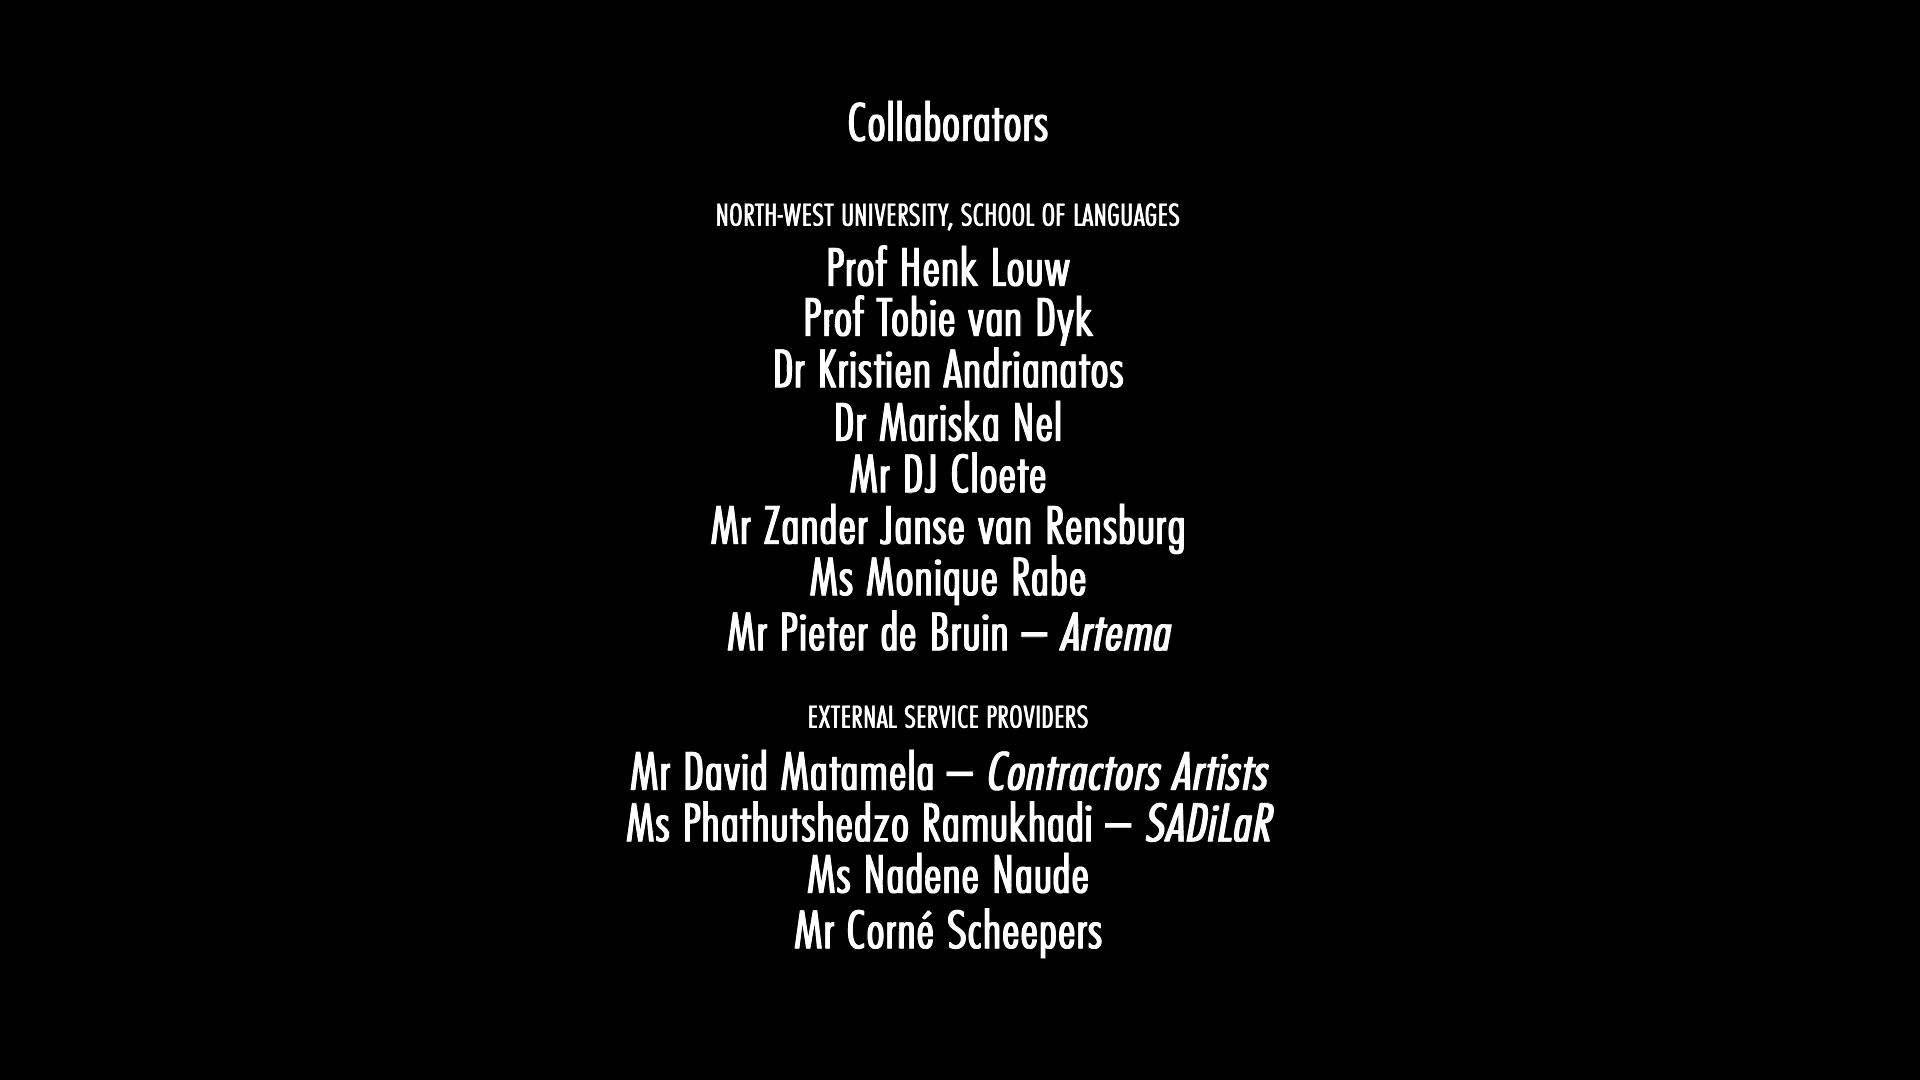 Collaborators
NORTH-WEST UNIVERSITY, SCHOOL OF LANGUAGES
Prof Henk Louw
Prof Tobie van Dyk
Dr Kristien Andrianatos
Dr Mariska Nel
Mr DJ Cloete
Mr Zander Janse van Rensburg
Ms Monique Rabe
Mr Pieter de Bruin – Artema
EXTERNAL SERVICE PROVIDERS
Mr David Matamela – Contractors Artists
Ms Phathutshedzo Ramukhadi – SADiLaR
Ms Nadene Naude
Mr Corné Scheepers